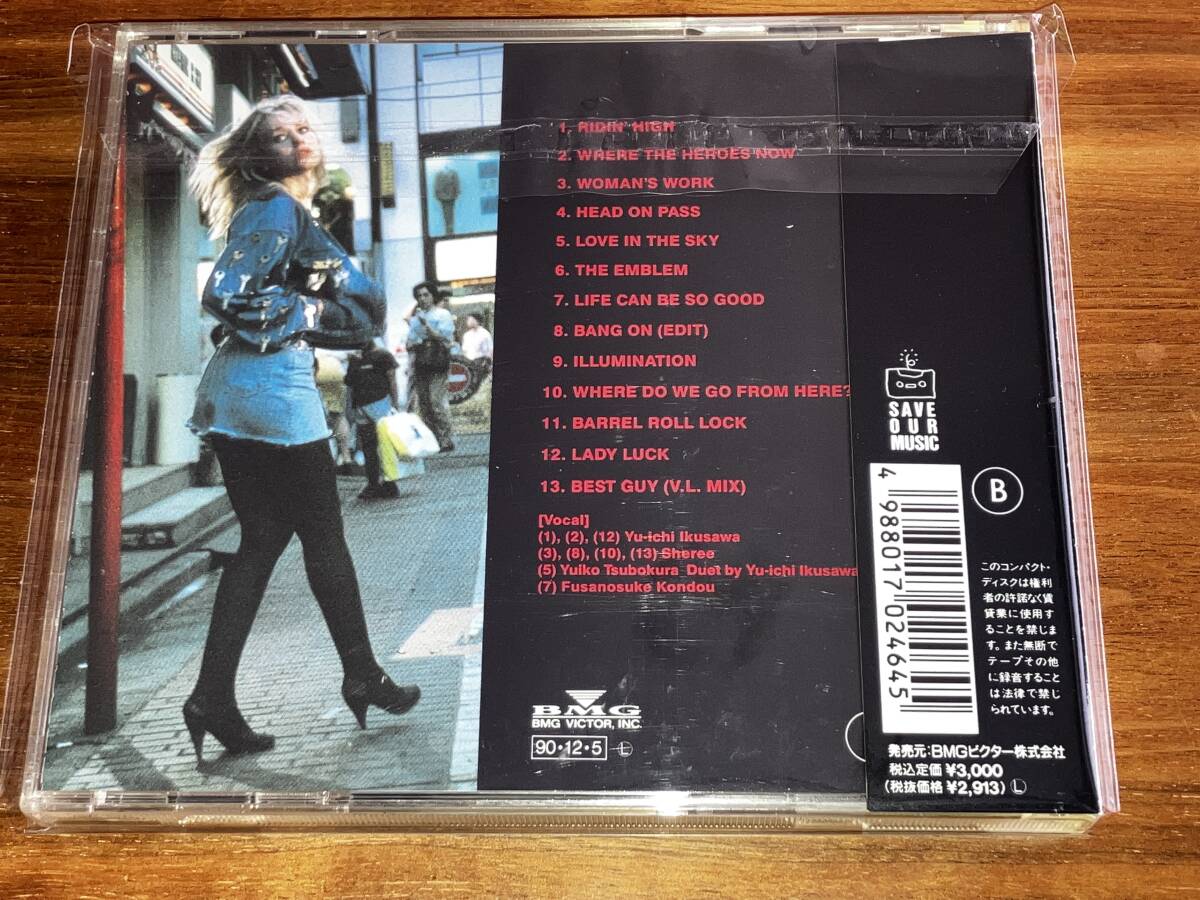 1. RIDIN' HIGH
2. WHERE THE HEROES NOW
3. WOMAN'S WORK
4. HEAD ON PASS
5. LOVE IN THE SKY
6. THE EMBLEM
7. LIFE CAN BE SO GOOD
8. BANG ON (EDIT)
9. ILLUMINATION
10. WHERE DO WE GO FROM HERE?
11. BARREL ROLL LOCK
12. LADY LUCK
13. BEST GUY (V.L. MIX)
[Vocal]
(1), (2), (12) Yu-ichi Ikusawa
(3), (8), (10), (13) Sheree
(5) Yuiko Tsubokura Duet by Yu-ichi Ikusawa
(7) Fusanosuke Kondou
BMG
BMG VICTOR, INC.
90・12・5 Ⓛ
SAVE
OUR
MUSIC
B
4 988017 024645
このコンパクト・
ディスクは権利
者の許諾なく賃
貸業に使用す
ることを禁じま
す。また無断で
テープその他
に録音すること
は法律で禁じ
られています。
発売元:BMGビクター株式会社
税込定価 ¥3,000
(税抜価格 ¥2,913) Ⓛ